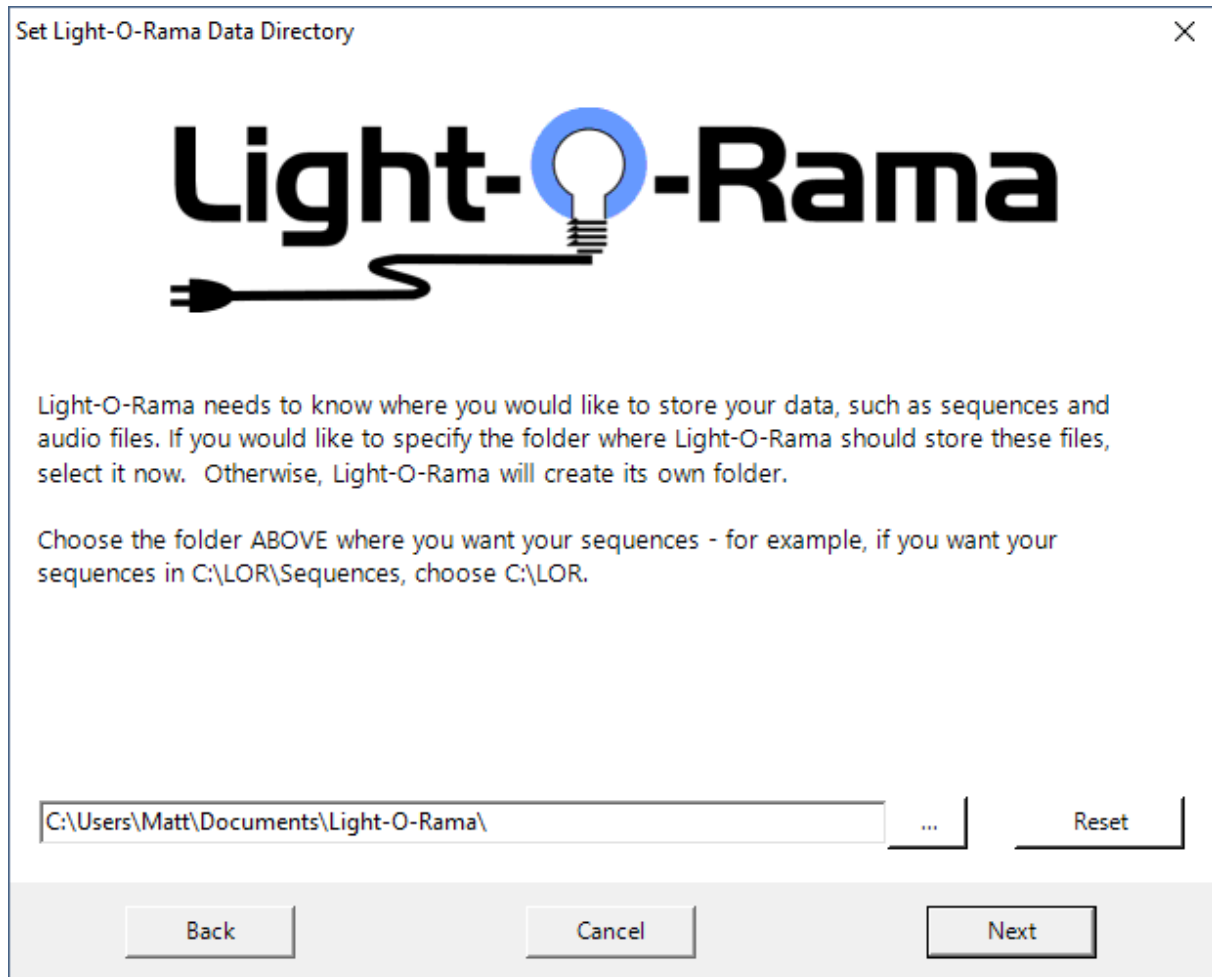 Set Light-O-Rama Data Directory
Light-O-Rama
Light-O-Rama needs to know where you would like to store your data, such as sequences and
audio files. If you would like to specify the folder where Light-O-Rama should store these files,
select it now.  Otherwise, Light-O-Rama will create its own folder.
Choose the folder ABOVE where you want your sequences - for example, if you want your
sequences in C:\LOR\Sequences, choose C:\LOR.
C:\Users\Matt\Documents\Light-O-Rama\
... Reset
Back Cancel Next